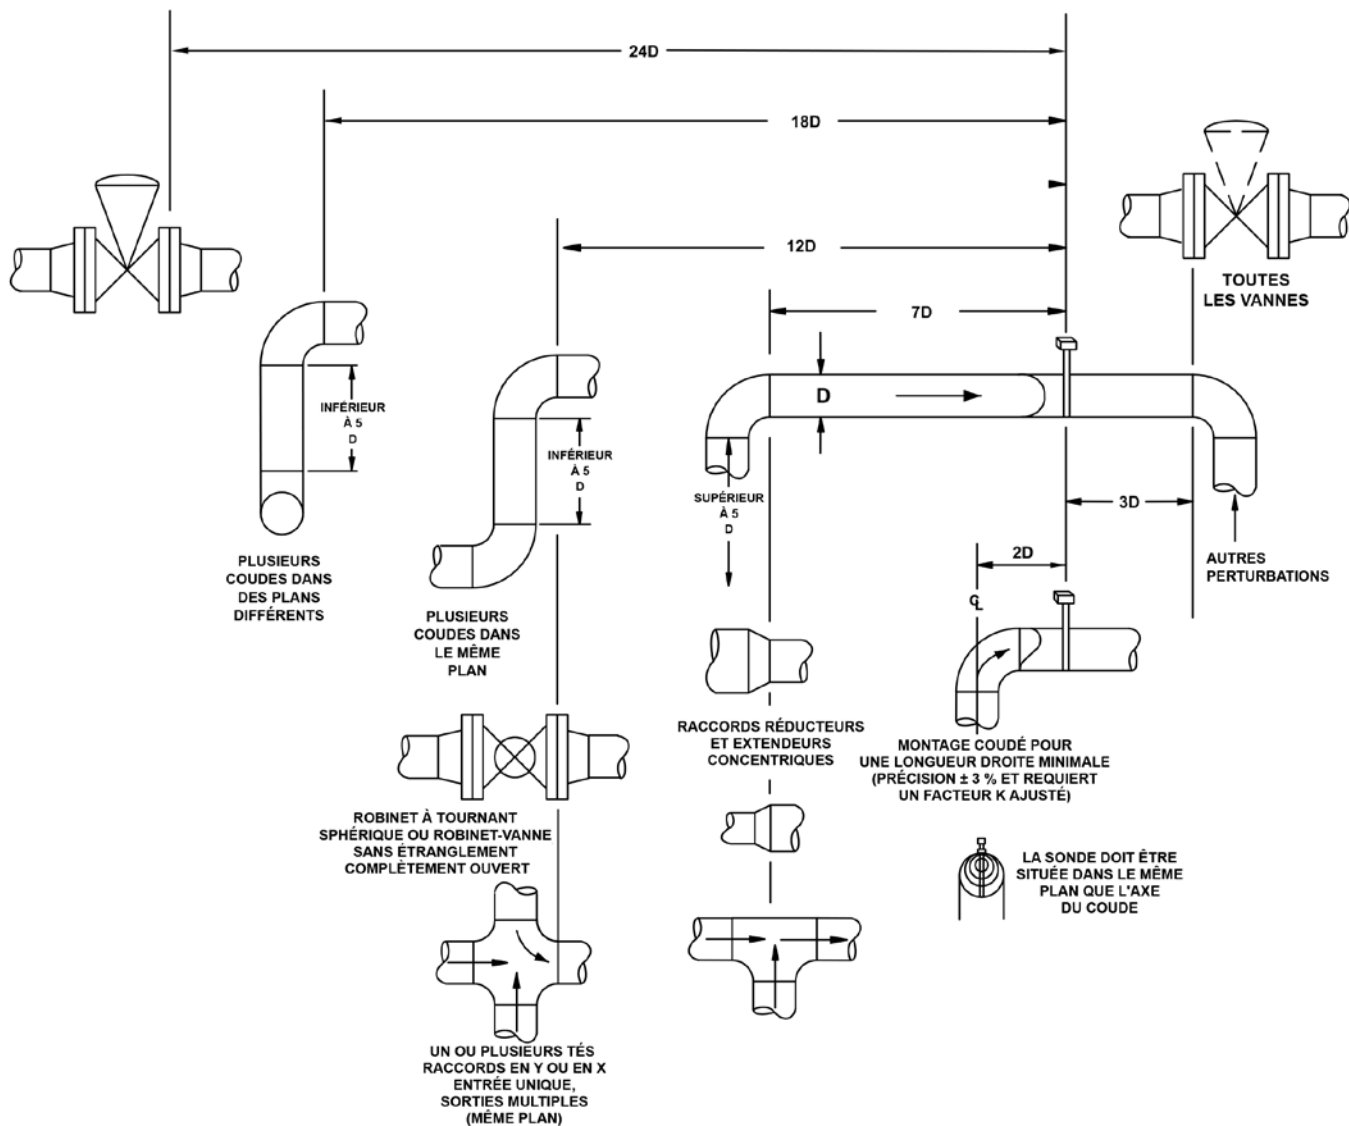 24D
18D
12D
TOUTES
LES VANNES
7D
D
INFÉRIEUR
À 5
D
INFÉRIEUR
À 5
D
SUPÉRIEUR
À 5
D
3D
2D
AUTRES
PERTURBATIONS
PLUSIEURS
COUDES DANS
DES PLANS
DIFFÉRENTS
PLUSIEURS
COUDES DANS
LE MÊME
PLAN
RACCORDS RÉDUCTEURS
ET EXTENDEURS
CONCENTRIQUES
MONTAGE COUDÉ POUR
UNE LONGUEUR DROITE MINIMALE
(PRÉCISION ± 3 % ET REQUIERT
UN FACTEUR K AJUSTÉ)
ROBINET À TOURNANT
SPHÉRIQUE OU ROBINET-VANNE
SANS ÉTRANGLEMENT
COMPLÈTEMENT OUVERT
LA SONDE DOIT ÊTRE
SITUÉE DANS LE MÊME
PLAN QUE L'AXE
DU COUDE
UN OU PLUSIEURS TÉS
RACCORDS EN Y OU EN X
ENTRÉE UNIQUE,
SORTIES MULTIPLES
(MÊME PLAN)